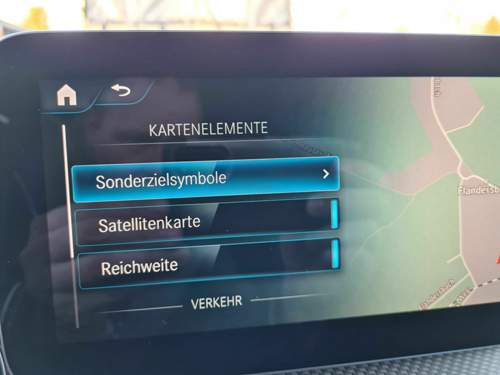 KARTENELEMENTE
Sonderzielsymbole
Satellitenkarte
Reichweite
VERKEHR